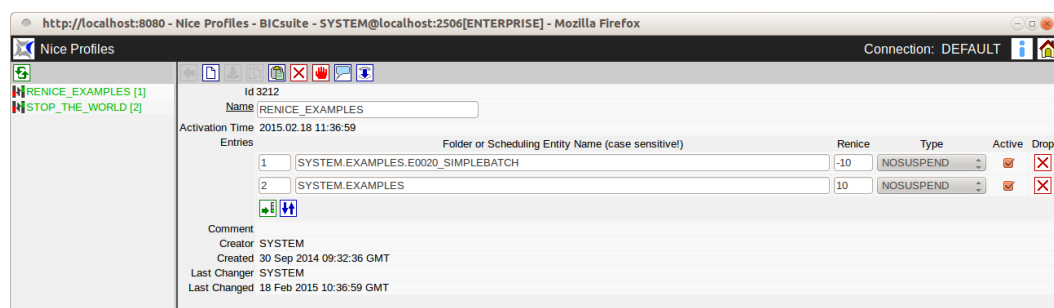 http://localhost:8080 - Nice Profiles - BICsuite - SYSTEM@localhost:2506[ENTERPRISE] - Mozilla Firefox
Nice Profiles Connection: DEFAULT
RENICE_EXAMPLES [1]
STOP_THE_WORLD [2]
Id 3212
Name RENICE_EXAMPLES
Activation Time 2015.02.18 11:36:59
Entries Folder or Scheduling Entity Name (case sensitive!) Renice Type Active Drop
1 SYSTEM.EXAMPLES.E0020_SIMPLEBATCH -10 NOSUSPEND
2 SYSTEM.EXAMPLES 10 NOSUSPEND
Comment
Creator SYSTEM
Created 30 Sep 2014 09:32:36 GMT
Last Changer SYSTEM
Last Changed 18 Feb 2015 10:36:59 GMT